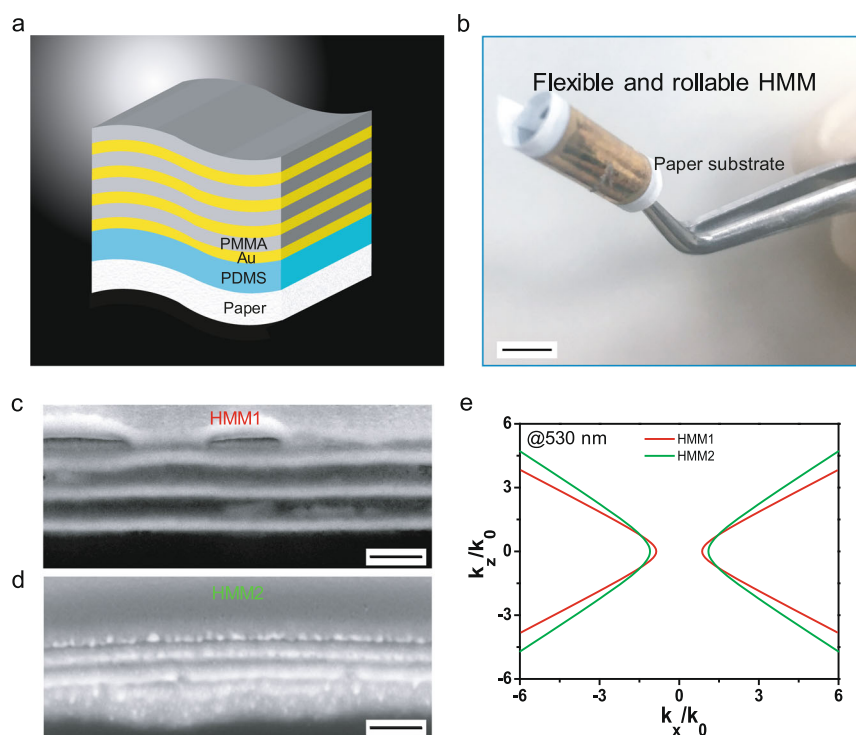 a
PMMA
Au
PDMS
Paper
b
Flexible and rollable HMM
Paper substrate
c
HMM1
d
HMM2
e
@530 nm
HMM1
HMM2
6
3
0
-3
-6
k_z/k_0
-6 -3 0 3 6
k_x/k_0